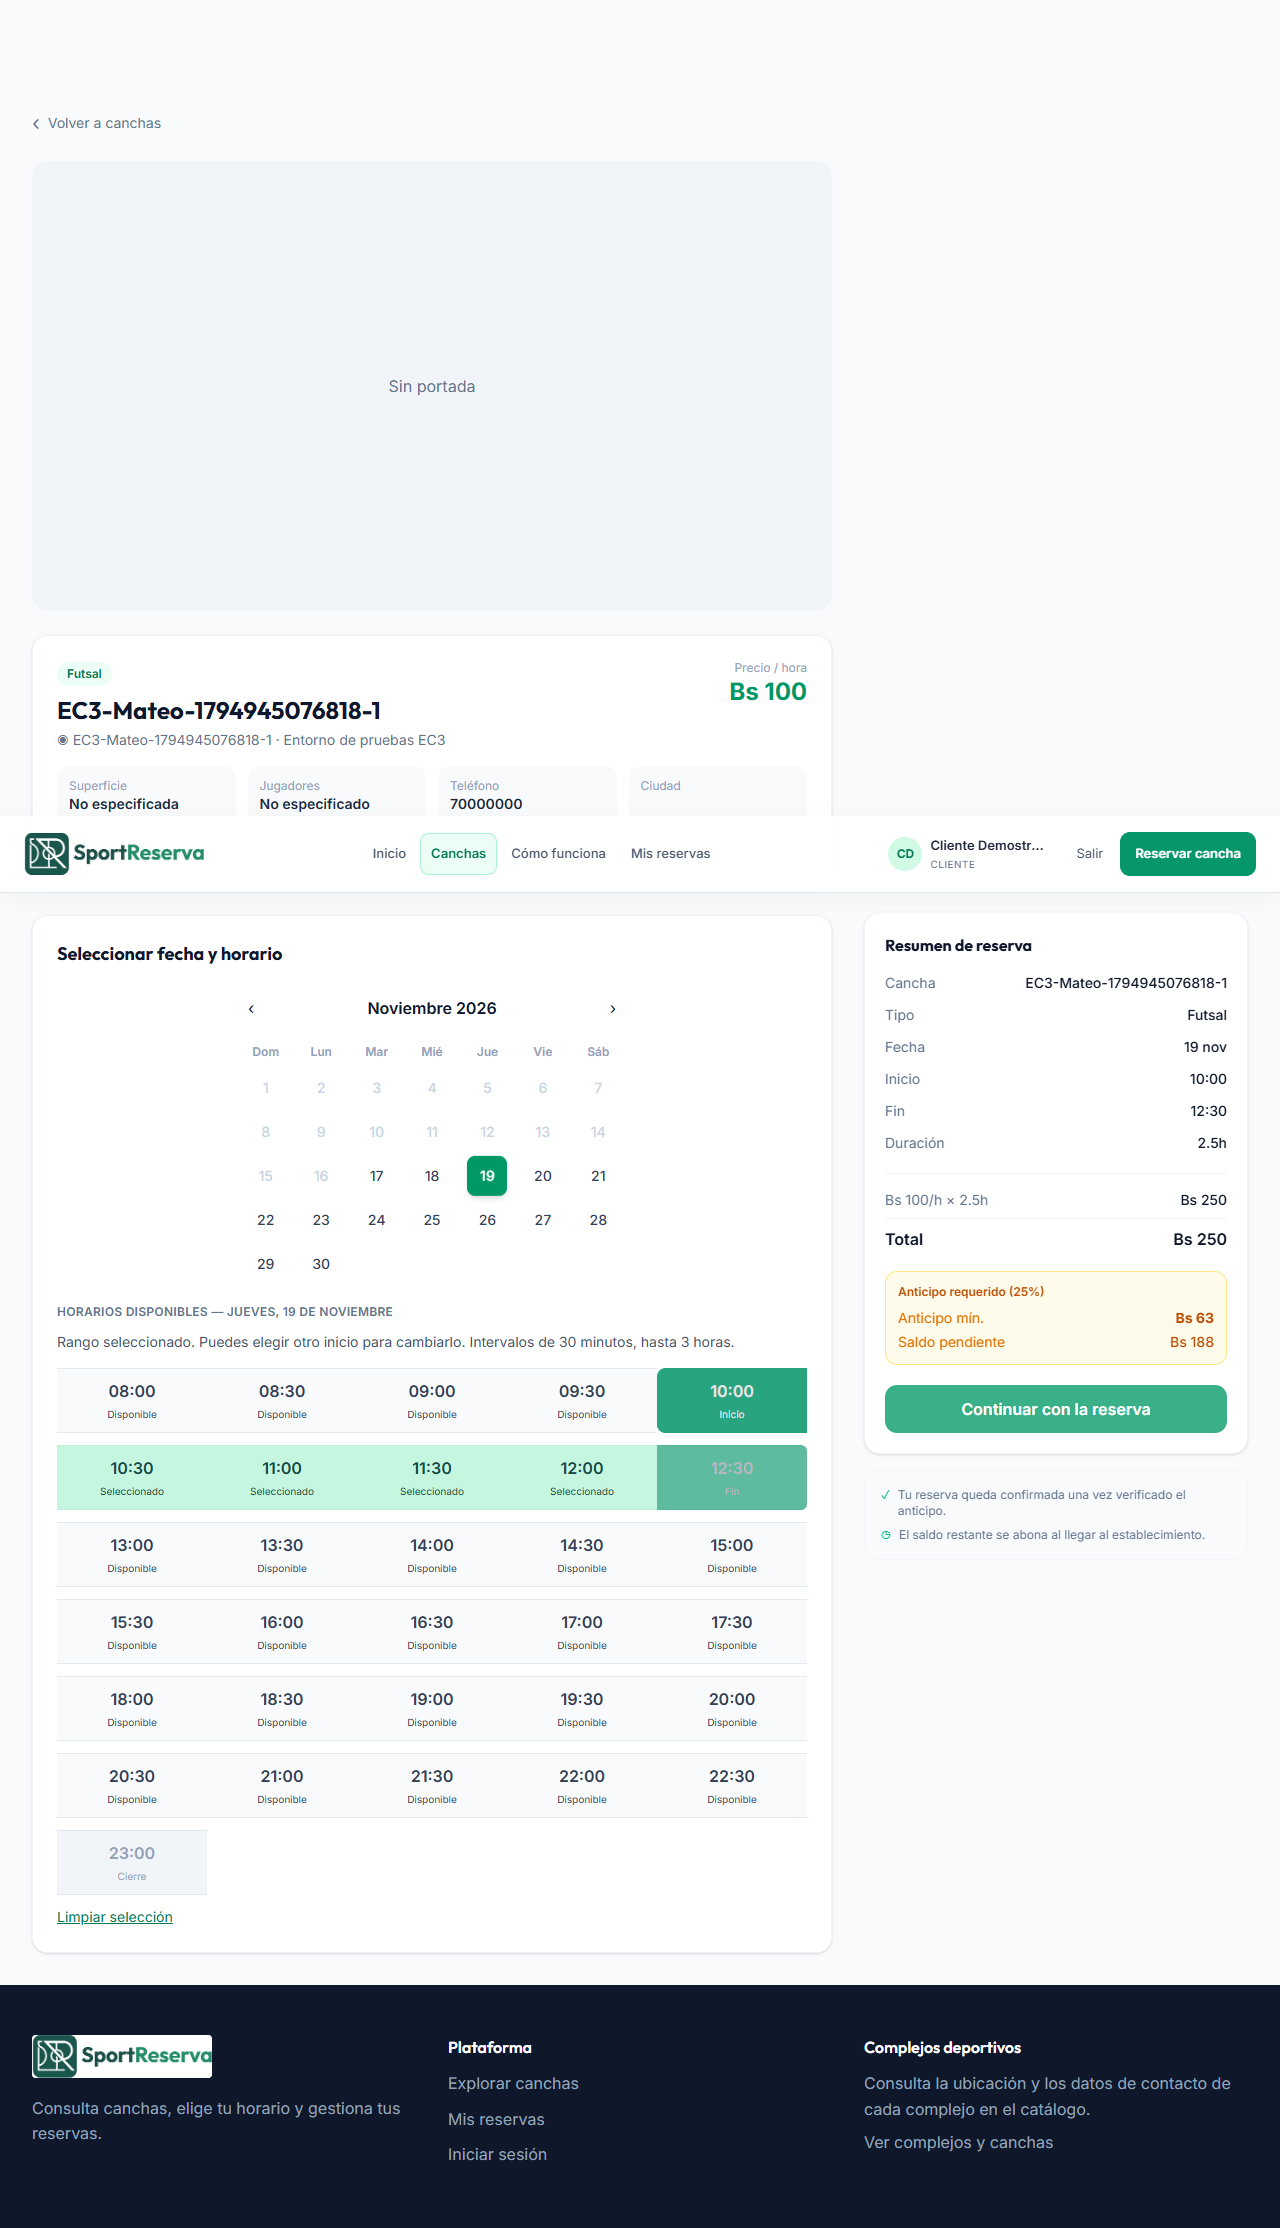 ‹ Volver a canchas
Sin portada
Futsal
Precio / hora
Bs 100
EC3-Mateo-1794945076818-1
◉ EC3-Mateo-1794945076818-1 · Entorno de pruebas EC3
Superficie
No especificada
Jugadores
No especificado
Teléfono
70000000
Ciudad
SportReserva
Inicio
Canchas
Cómo funciona
Mis reservas
CD
Cliente Demostr...
CLIENTE
Salir
Reservar cancha
Seleccionar fecha y horario
‹ Noviembre 2026 ›
Dom Lun Mar Mié Jue Vie Sáb
1 2 3 4 5 6 7
8 9 10 11 12 13 14
15 16 17 18 19 20 21
22 23 24 25 26 27 28
29 30
HORARIOS DISPONIBLES — JUEVES, 19 DE NOVIEMBRE
Rango seleccionado. Puedes elegir otro inicio para cambiarlo. Intervalos de 30 minutos, hasta 3 horas.
08:00 08:30 09:00 09:30 10:00
Disponible Disponible Disponible Disponible Inicio
10:30 11:00 11:30 12:00 12:30
Seleccionado Seleccionado Seleccionado Seleccionado Fin
13:00 13:30 14:00 14:30 15:00
Disponible Disponible Disponible Disponible Disponible
15:30 16:00 16:30 17:00 17:30
Disponible Disponible Disponible Disponible Disponible
18:00 18:30 19:00 19:30 20:00
Disponible Disponible Disponible Disponible Disponible
20:30 21:00 21:30 22:00 22:30
Disponible Disponible Disponible Disponible Disponible
23:00
Cierre
Limpiar selección
Resumen de reserva
Cancha EC3-Mateo-1794945076818-1
Tipo Futsal
Fecha 19 nov
Inicio 10:00
Fin 12:30
Duración 2.5h
Bs 100/h × 2.5h Bs 250
Total Bs 250
Anticipo requerido (25%)
Anticipo mín. Bs 63
Saldo pendiente Bs 188
Continuar con la reserva
✓ Tu reserva queda confirmada una vez verificado el
anticipo.
◷ El saldo restante se abona al llegar al establecimiento.
SportReserva
Consulta canchas, elige tu horario y gestiona tus
reservas.
Plataforma
Explorar canchas
Mis reservas
Iniciar sesión
Complejos deportivos
Consulta la ubicación y los datos de contacto de
cada complejo en el catálogo.
Ver complejos y canchas